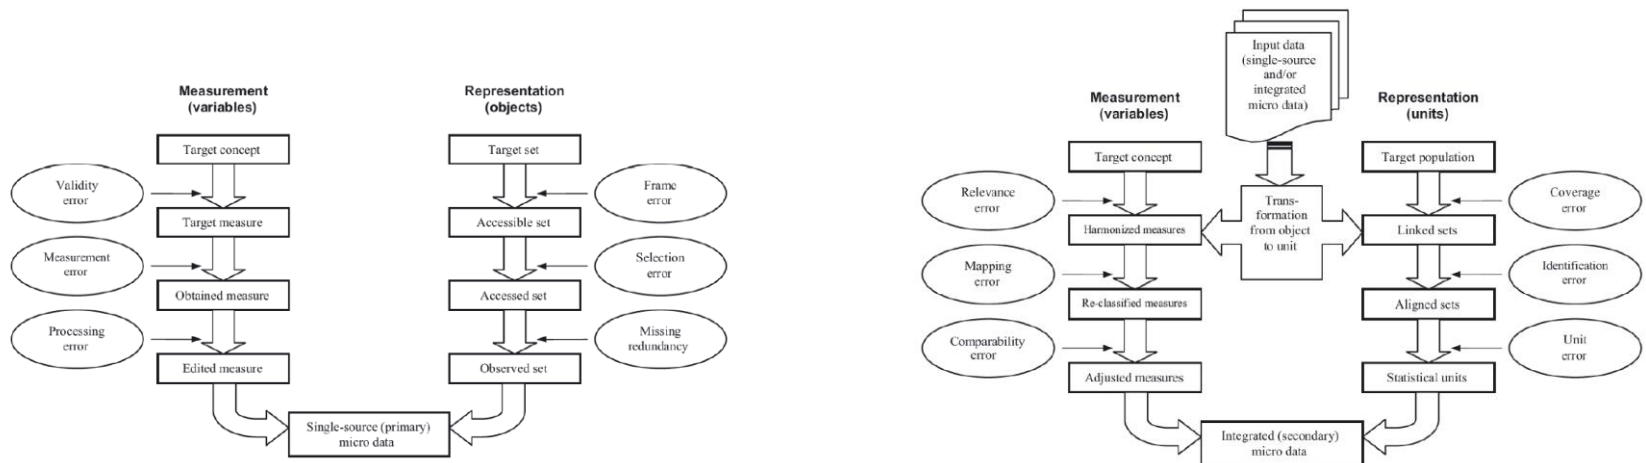 Measurement
(variables)
Representation
(objects)
Target concept
Target set
Validity
error
Frame
error
Target measure
Accessible set
Measurement
error
Selection
error
Obtained measure
Accessed set
Processing
error
Missing
redundancy
Edited measure
Observed set
Single-source (primary)
micro data
Input data
(single-source
and/or
integrated
micro data)
Measurement
(variables)
Representation
(units)
Target concept
Target population
Relevance
error
Trans-
formation
from object
to unit
Coverage
error
Harmonized measures
Linked sets
Mapping
error
Identification
error
Re-classified measures
Aligned sets
Comparability
error
Unit
error
Adjusted measures
Statistical units
Integrated (secondary)
micro data